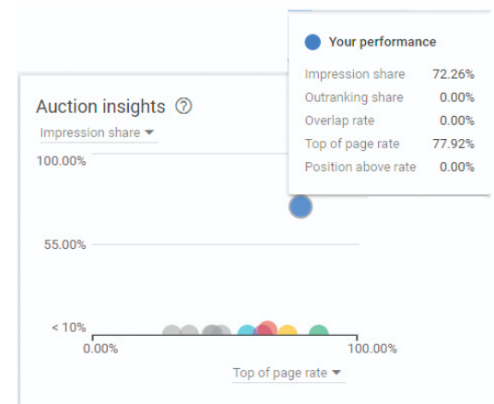 Your performance
Impression share 72.26%
Outranking share 0.00%
Overlap rate 0.00%
Top of page rate 77.92%
Position above rate 0.00%
Auction insights
Impression share
100.00%
55.00%
< 10%
0.00% 100.00%
Top of page rate